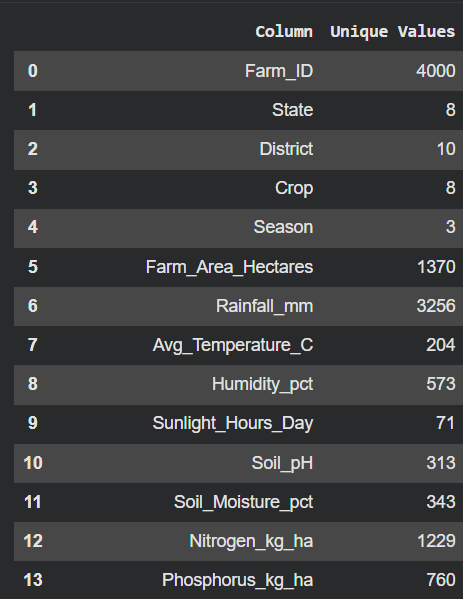 Column Unique Values
0 Farm_ID 4000
1 State 8
2 District 10
3 Crop 8
4 Season 3
5 Farm_Area_Hectares 1370
6 Rainfall_mm 3256
7 Avg_Temperature_C 204
8 Humidity_pct 573
9 Sunlight_Hours_Day 71
10 Soil_pH 313
11 Soil_Moisture_pct 343
12 Nitrogen_kg_ha 1229
13 Phosphorus_kg_ha 760